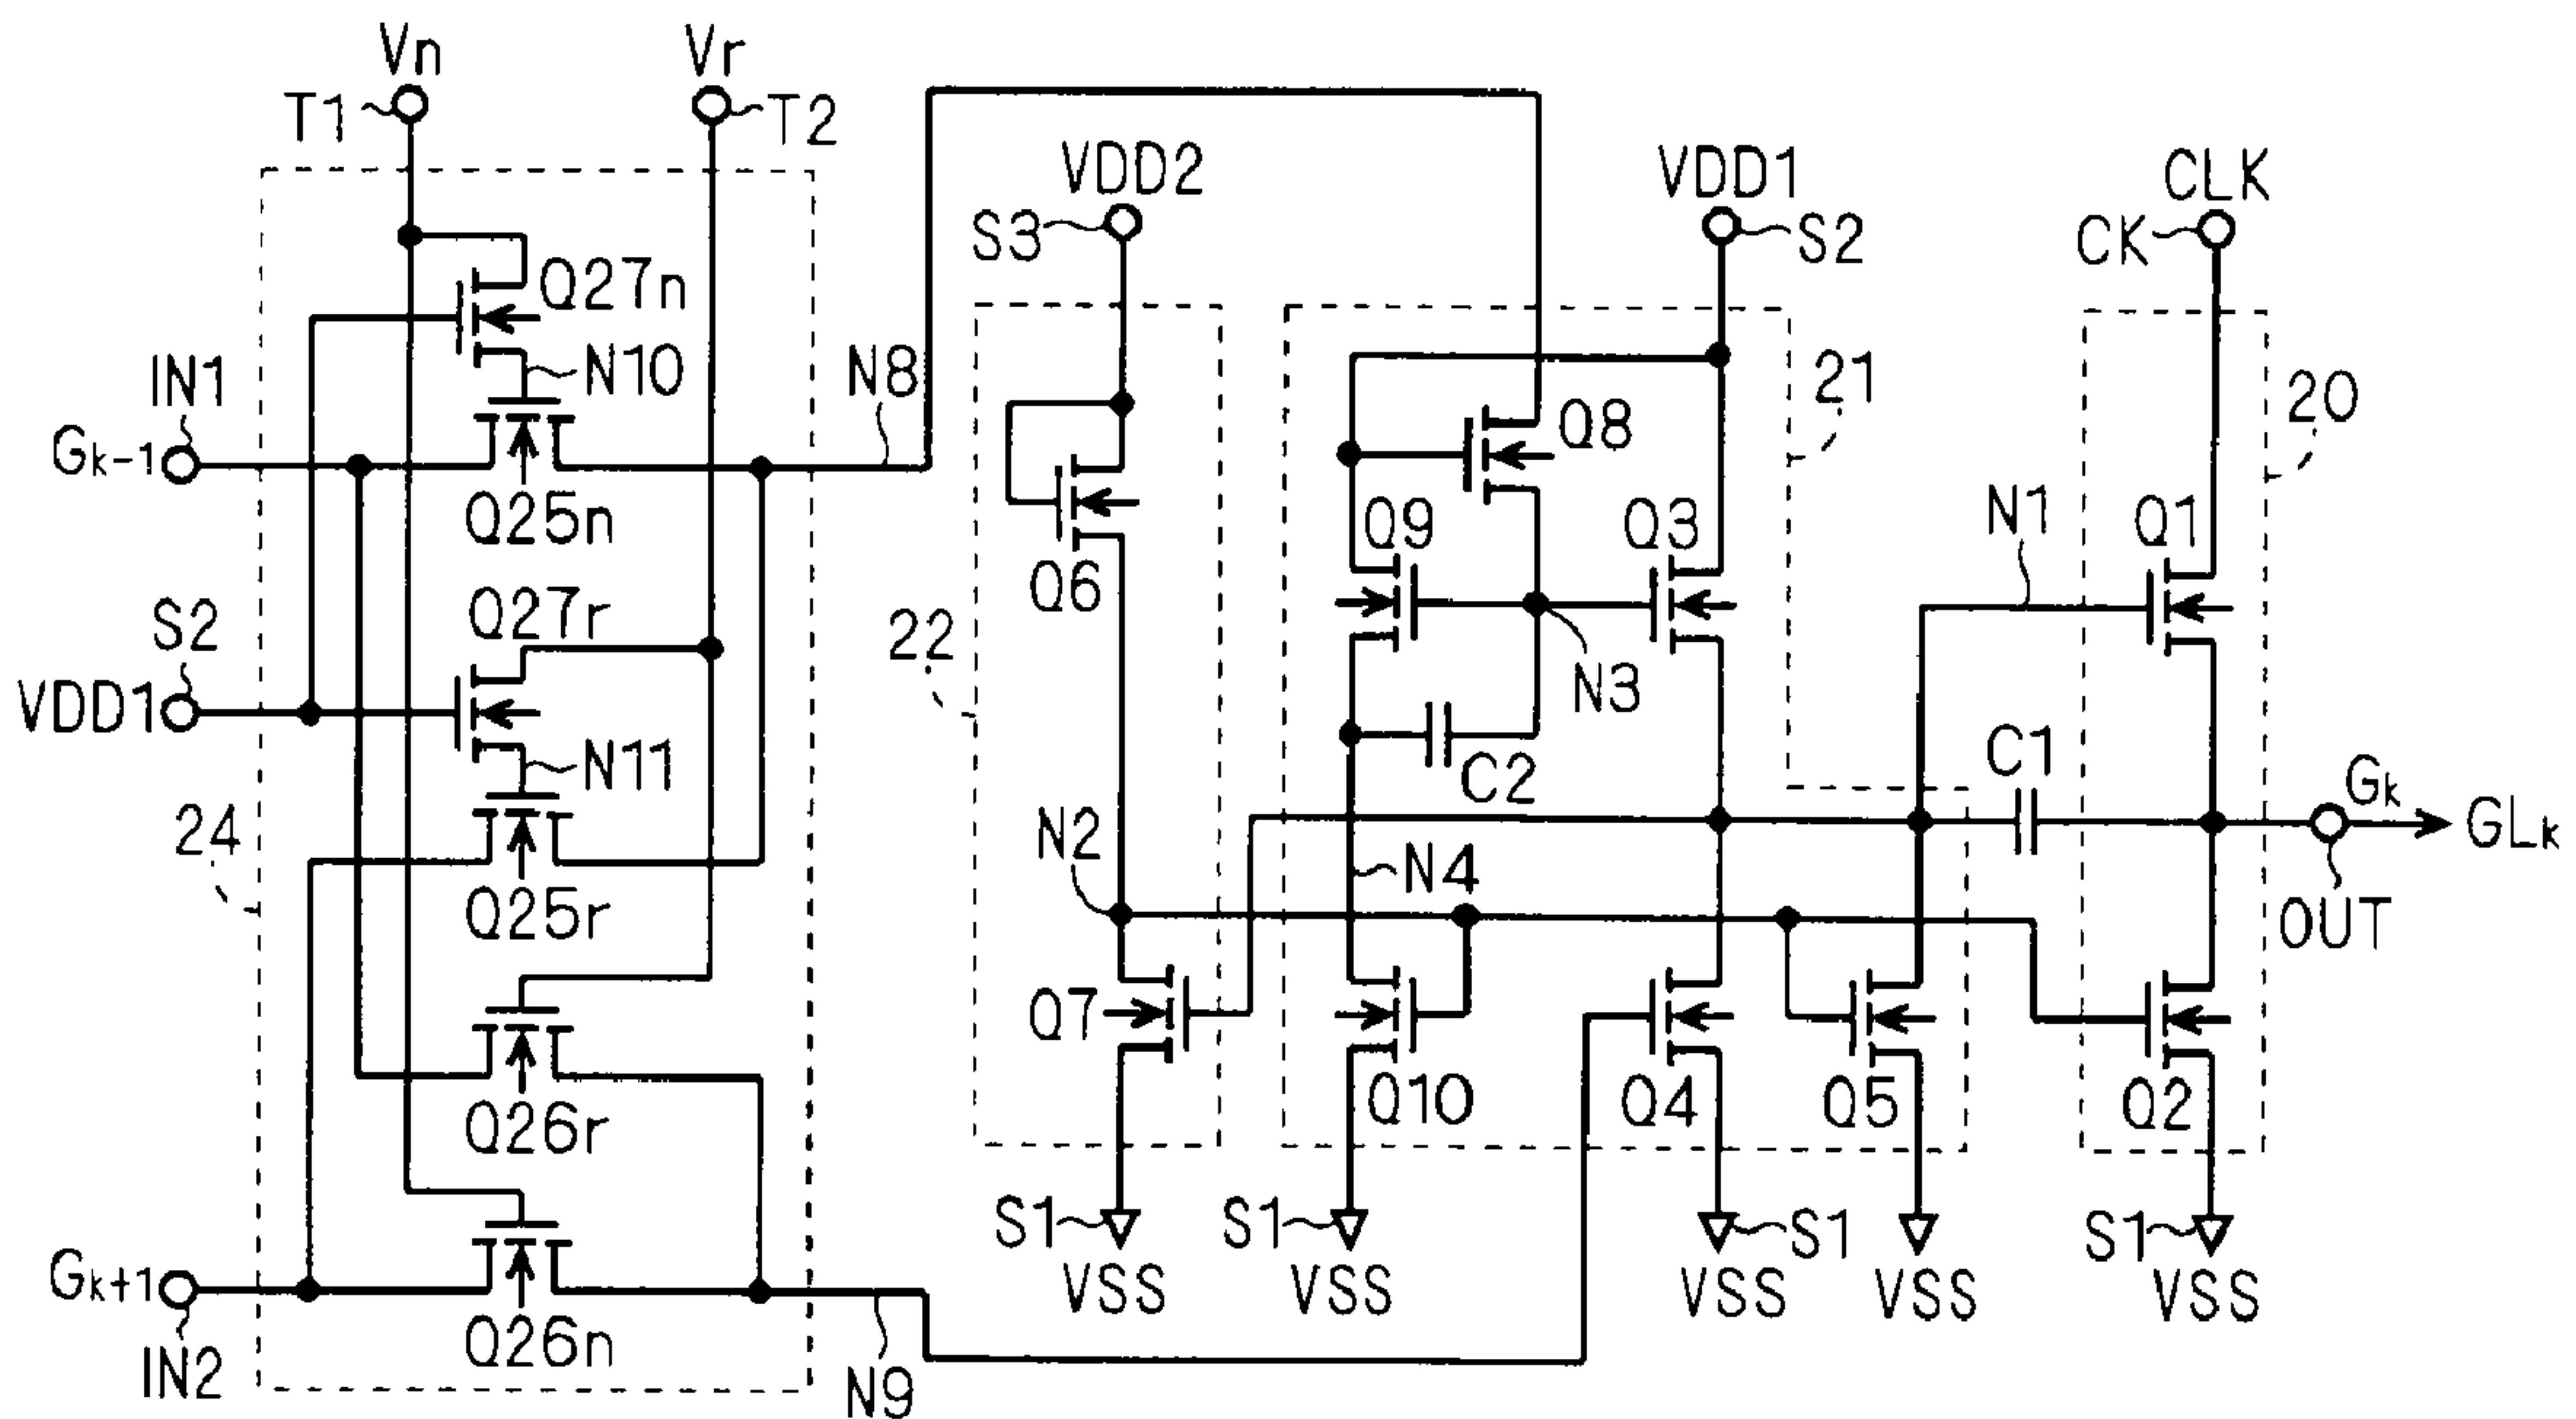 Vn
Vr
T1
T2
VDD2
VDD1
CLK
S3
S2
CK
Q27n
N10
IN1
Gk-1
N8
Q25n
Q8
21
20
Q9
Q3
N1
Q1
Q6
Q27r
S2
22
N3
VDD1
N11
C2
C1
Gk
GLk
24
N2
N4
Q25r
OUT
Q7
Q10
Q4
Q5
Q2
Q26r
S1
S1
S1
S1
VSS
VSS
VSS
VSS
VSS
Gk+1
Q26n
IN2
N9